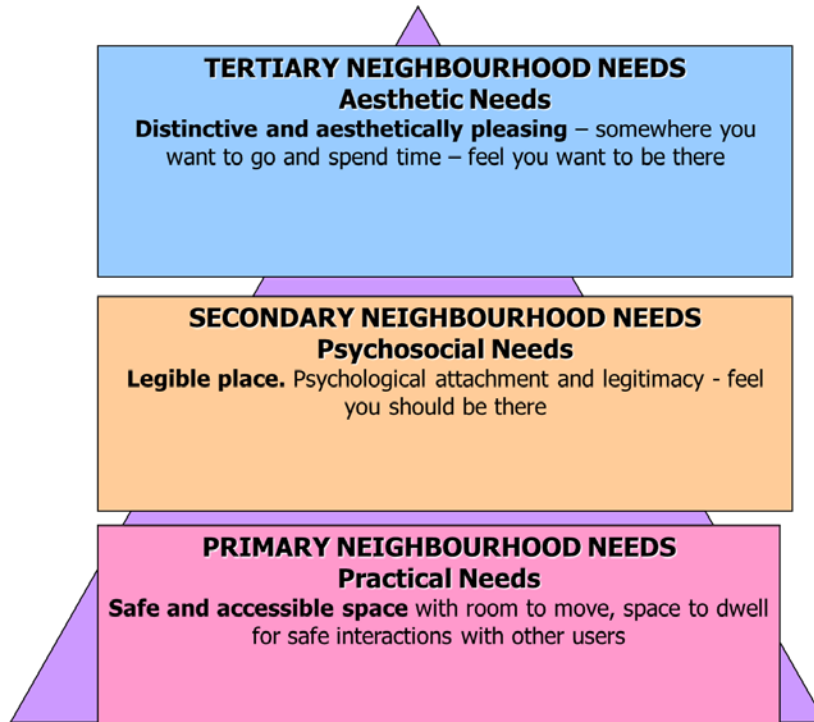 TERTIARY NEIGHBOURHOOD NEEDS
Aesthetic Needs
Distinctive and aesthetically pleasing – somewhere you
want to go and spend time – feel you want to be there
SECONDARY NEIGHBOURHOOD NEEDS
Psychosocial Needs
Legible place. Psychological attachment and legitimacy - feel
you should be there
PRIMARY NEIGHBOURHOOD NEEDS
Practical Needs
Safe and accessible space with room to move, space to dwell
for safe interactions with other users